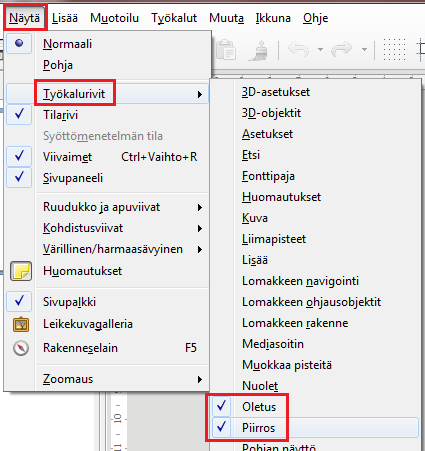 Näytä Lisää Muotoilu Työkalut Muuta Ikkuna Ohje
Normaali
Pohja
Työkalurivit
Tilarivi
Syöttömenetelmän tila
Viivaimet Ctrl+Vaihto+R
Sivupaneeli
Ruudukko ja apuviivat
Kohdistusviivat
Värillinen/harmaasävyinen
Huomautukset
Sivupalkki
Leikekuvagalleria
Rakenneselain F5
Zoomaus
3D-asetukset
3D-objektit
Asetukset
Etsi
Fonttipaja
Huomautukset
Kuva
Liimapisteet
Lisää
Lomakkeen navigointi
Lomakkeen ohjausobjektit
Lomakkeen rakenne
Mediasoitin
Muokkaa pisteitä
Nuolet
Oletus
Piirros
Pohjan näyttö